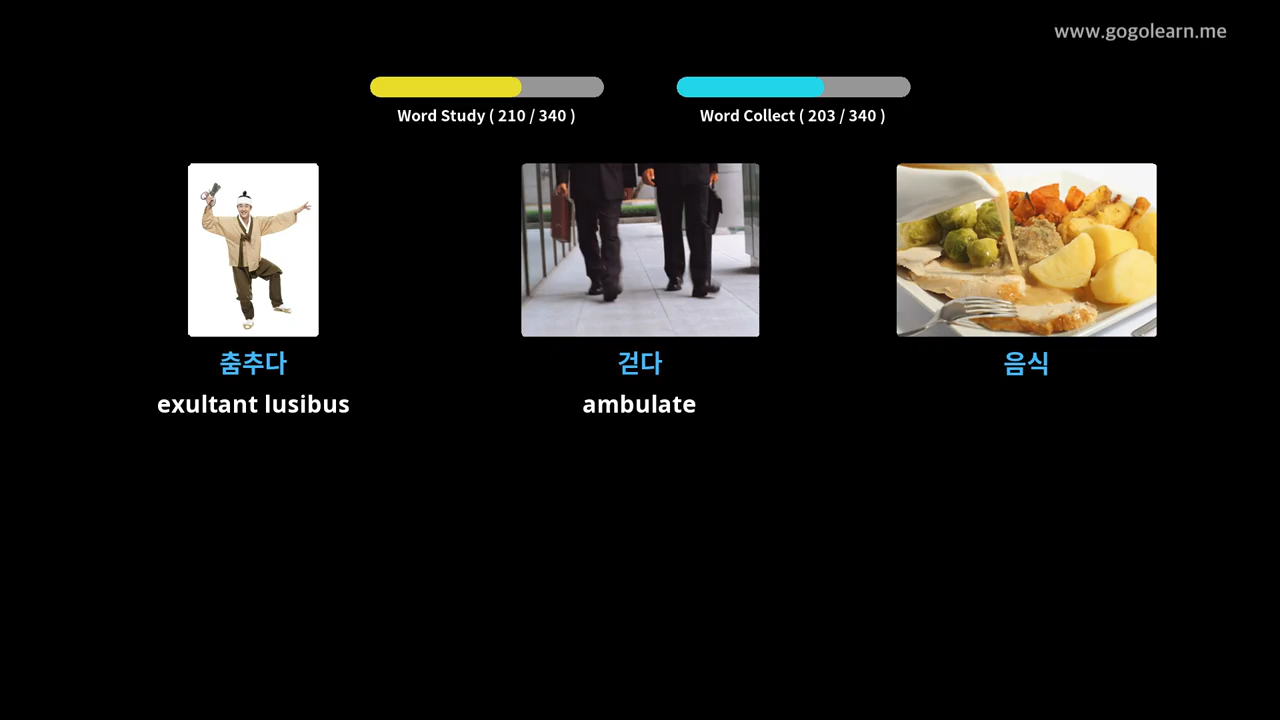 www.gogolearn.me
Word Study ( 210 / 340 )
Word Collect ( 203 / 340 )
춤추다
걷다
음식
exultant lusibus
ambulate